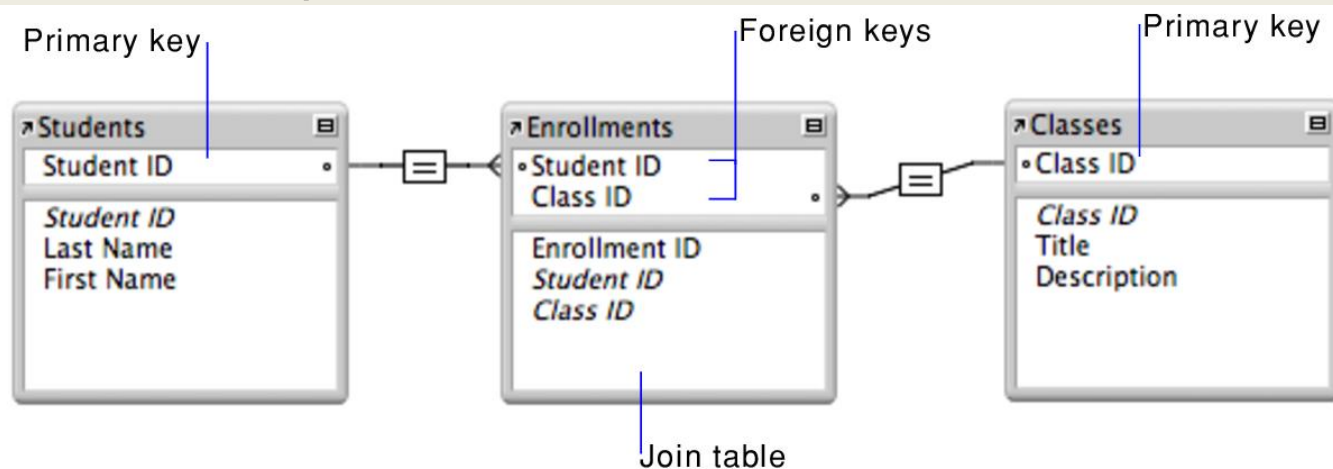 Primary key
Foreign keys
Primary key
Students
Student ID
Student ID
Last Name
First Name
Enrollments
Student ID
Class ID
Enrollment ID
Student ID
Class ID
Classes
Class ID
Class ID
Title
Description
=
=
Join table